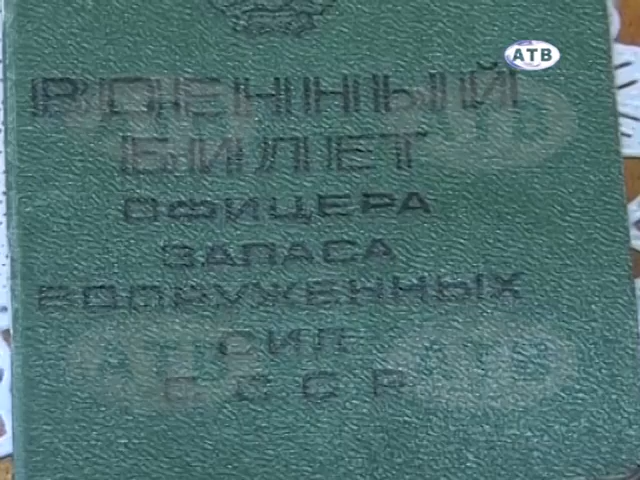 АТВ
ВОЕННЫЙ
БИЛЕТ
ОФИЦЕРА
ЗАПАСА
ВООРУЖЕННЫХ
СИЛ
СССР